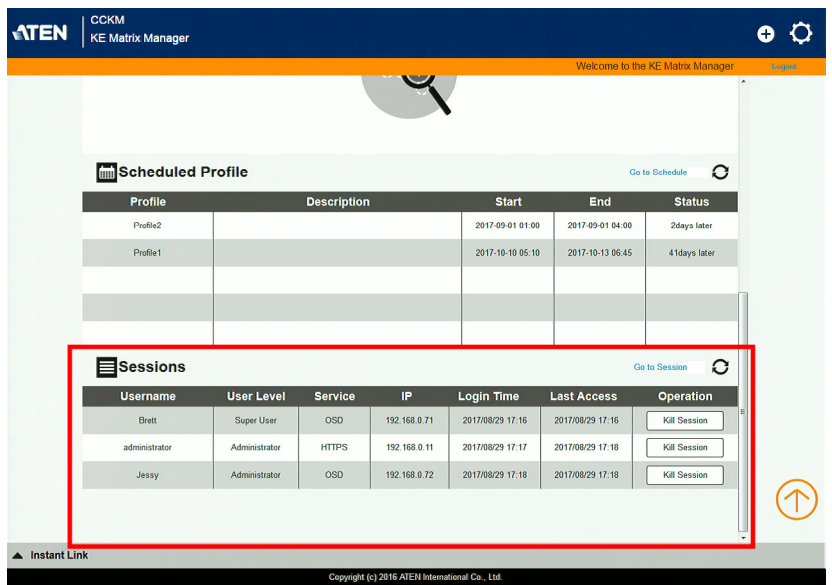 ATEN
CCKM
KE Matrix Manager
Welcome to the KE Matrix Manager Logout
Scheduled Profile Go to Schedule
Profile Description Start End Status
Profile2 2017-09-01 01:00 2017-09-01 04:00 2days later
Profile1 2017-10-10 05:10 2017-10-13 06:45 41days later
Sessions Go to Session
Username User Level Service IP Login Time Last Access Operation
Brett Super User OSD 192.168.0.71 2017/08/29 17:16 2017/08/29 17:16 Kill Session
administrator Administrator HTTPS 192.168.0.11 2017/08/29 17:17 2017/08/29 17:18 Kill Session
Jessy Administrator OSD 192.168.0.72 2017/08/29 17:18 2017/08/29 17:18 Kill Session
Instant Link
Copyright (c) 2016 ATEN International Co., Ltd.